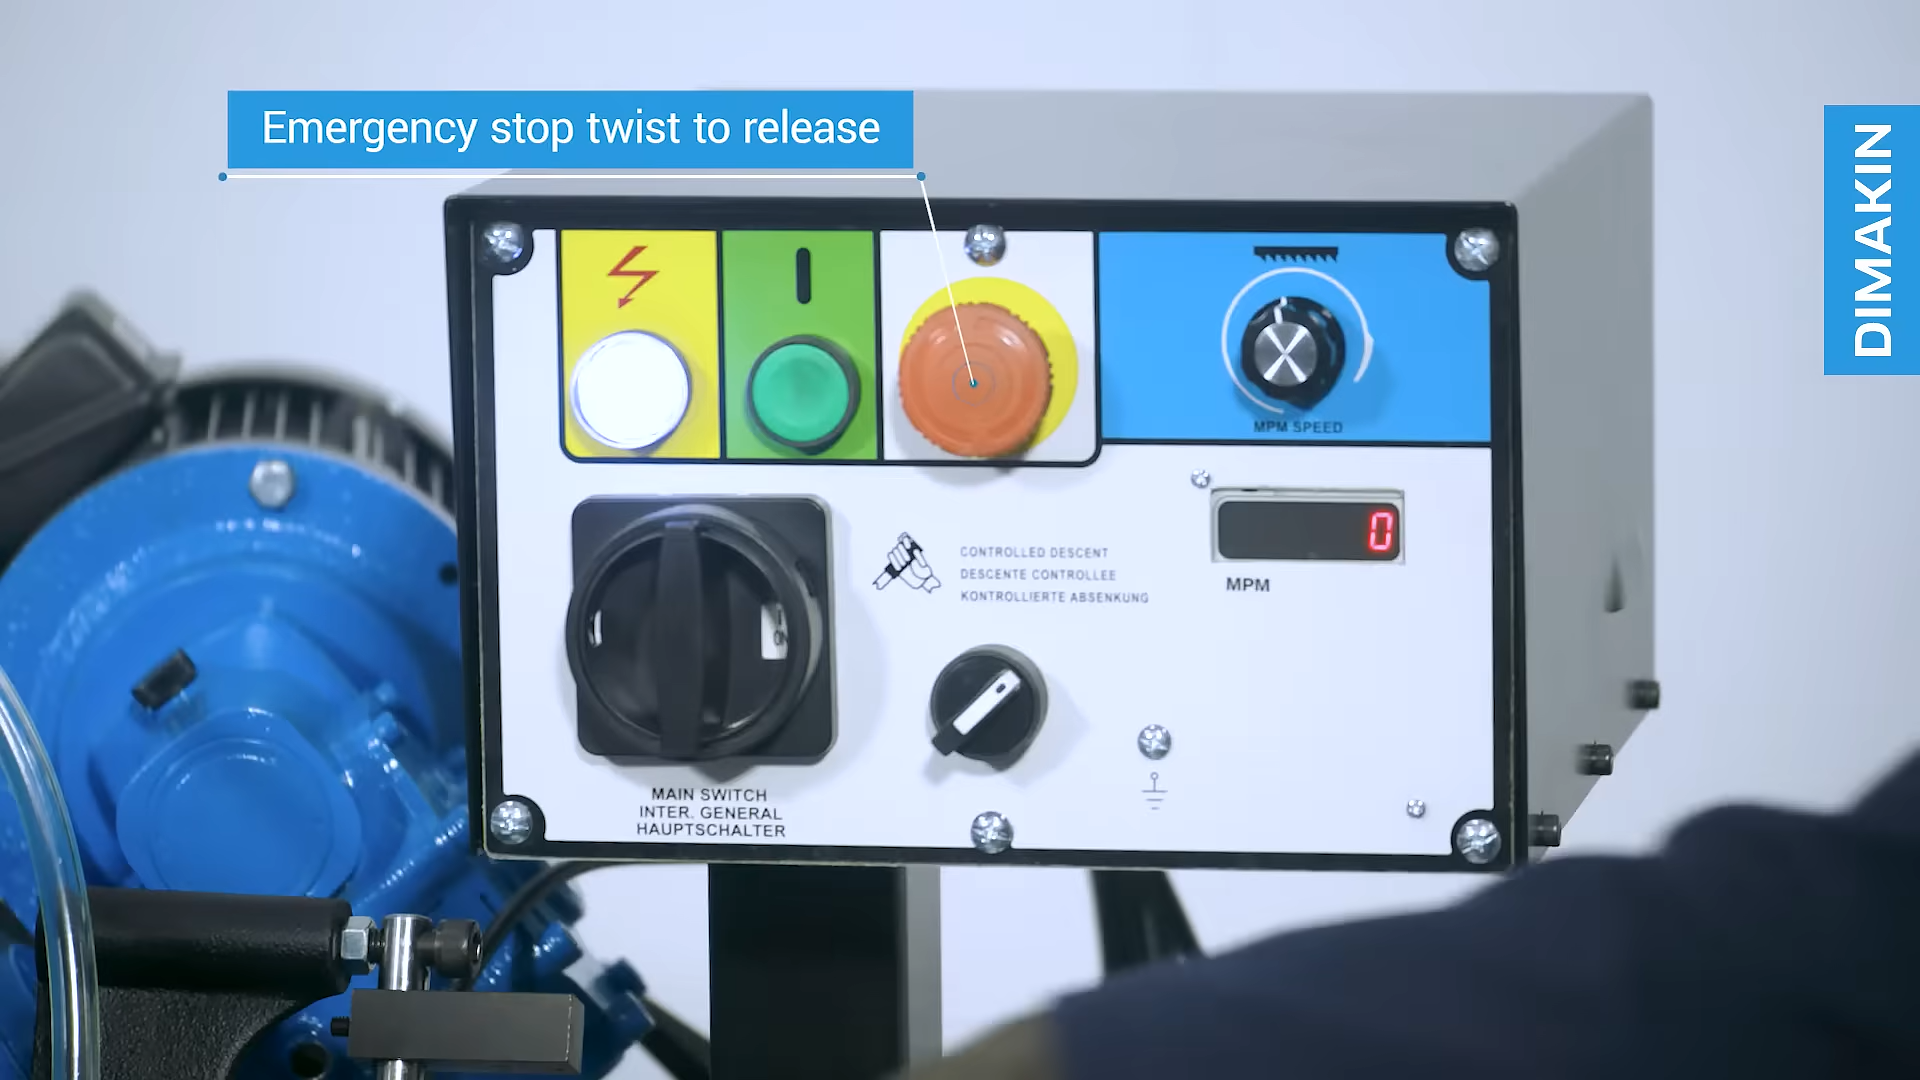 Emergency stop twist to release
DIMAKIN
MPM SPEED
0
MPM
CONTROLLED DESCENT
DESCENTE CONTROLLEE
KONTROLLIERTE ABSENKUNG
ON
MAIN SWITCH
INTER. GENERAL
HAUPTSCHALTER